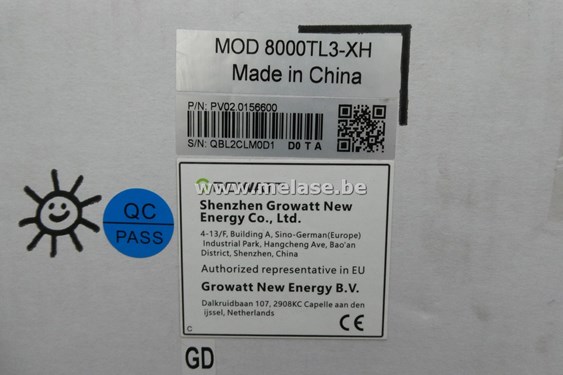 MOD 8000TL3-XH
Made in China
P/N: PV02.0156600
S/N: QBL2CLM0D1 D0 T A
GROWATT
www.melase.be
Shenzhen Growatt New
Energy Co., Ltd.
4-13/F, Building A, Sino-German(Europe)
Industrial Park, Hangcheng Ave, Bao'an
District, Shenzhen, China
Authorized representative in EU
Growatt New Energy B.V.
Dalkruidbaan 107, 2908KC Capelle aan den
ijssel, Netherlands
CE
C
QC
PASS
GD